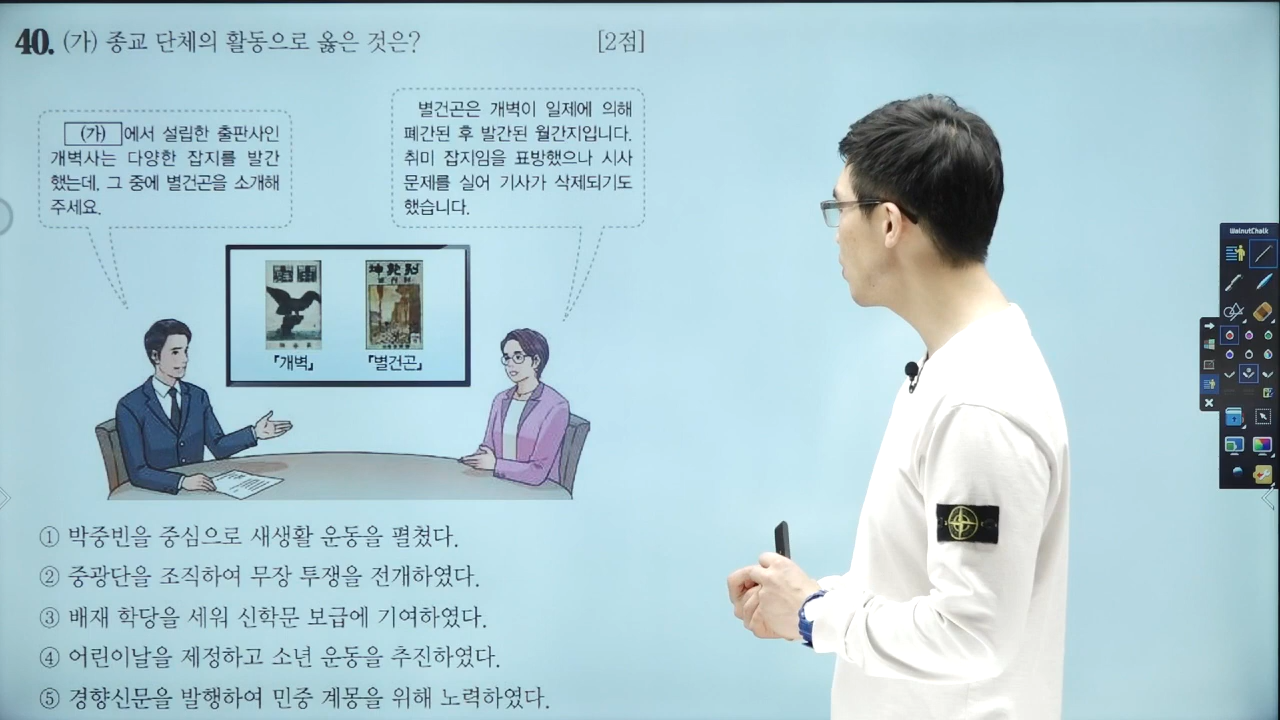 40. (가) 종교 단체의 활동으로 옳은 것은? [2점]
(가) 에서 설립한 출판사인
개벽사는 다양한 잡지를 발간
했는데, 그 중에 별건곤을 소개해
주세요.
별건곤은 개벽이 일제에 의해
폐간된 후 발간된 월간지입니다.
취미 잡지임을 표방했으나 시사
문제를 실어 기사가 삭제되기도
했습니다.
『개벽』
『별건곤』
① 박중빈을 중심으로 새생활 운동을 펼쳤다.
② 중광단을 조직하여 무장 투쟁을 전개하였다.
③ 배재 학당을 세워 신학문 보급에 기여하였다.
④ 어린이날을 제정하고 소년 운동을 추진하였다.
⑤ 경향신문을 발행하여 민중 계몽을 위해 노력하였다.
WalnutChalk